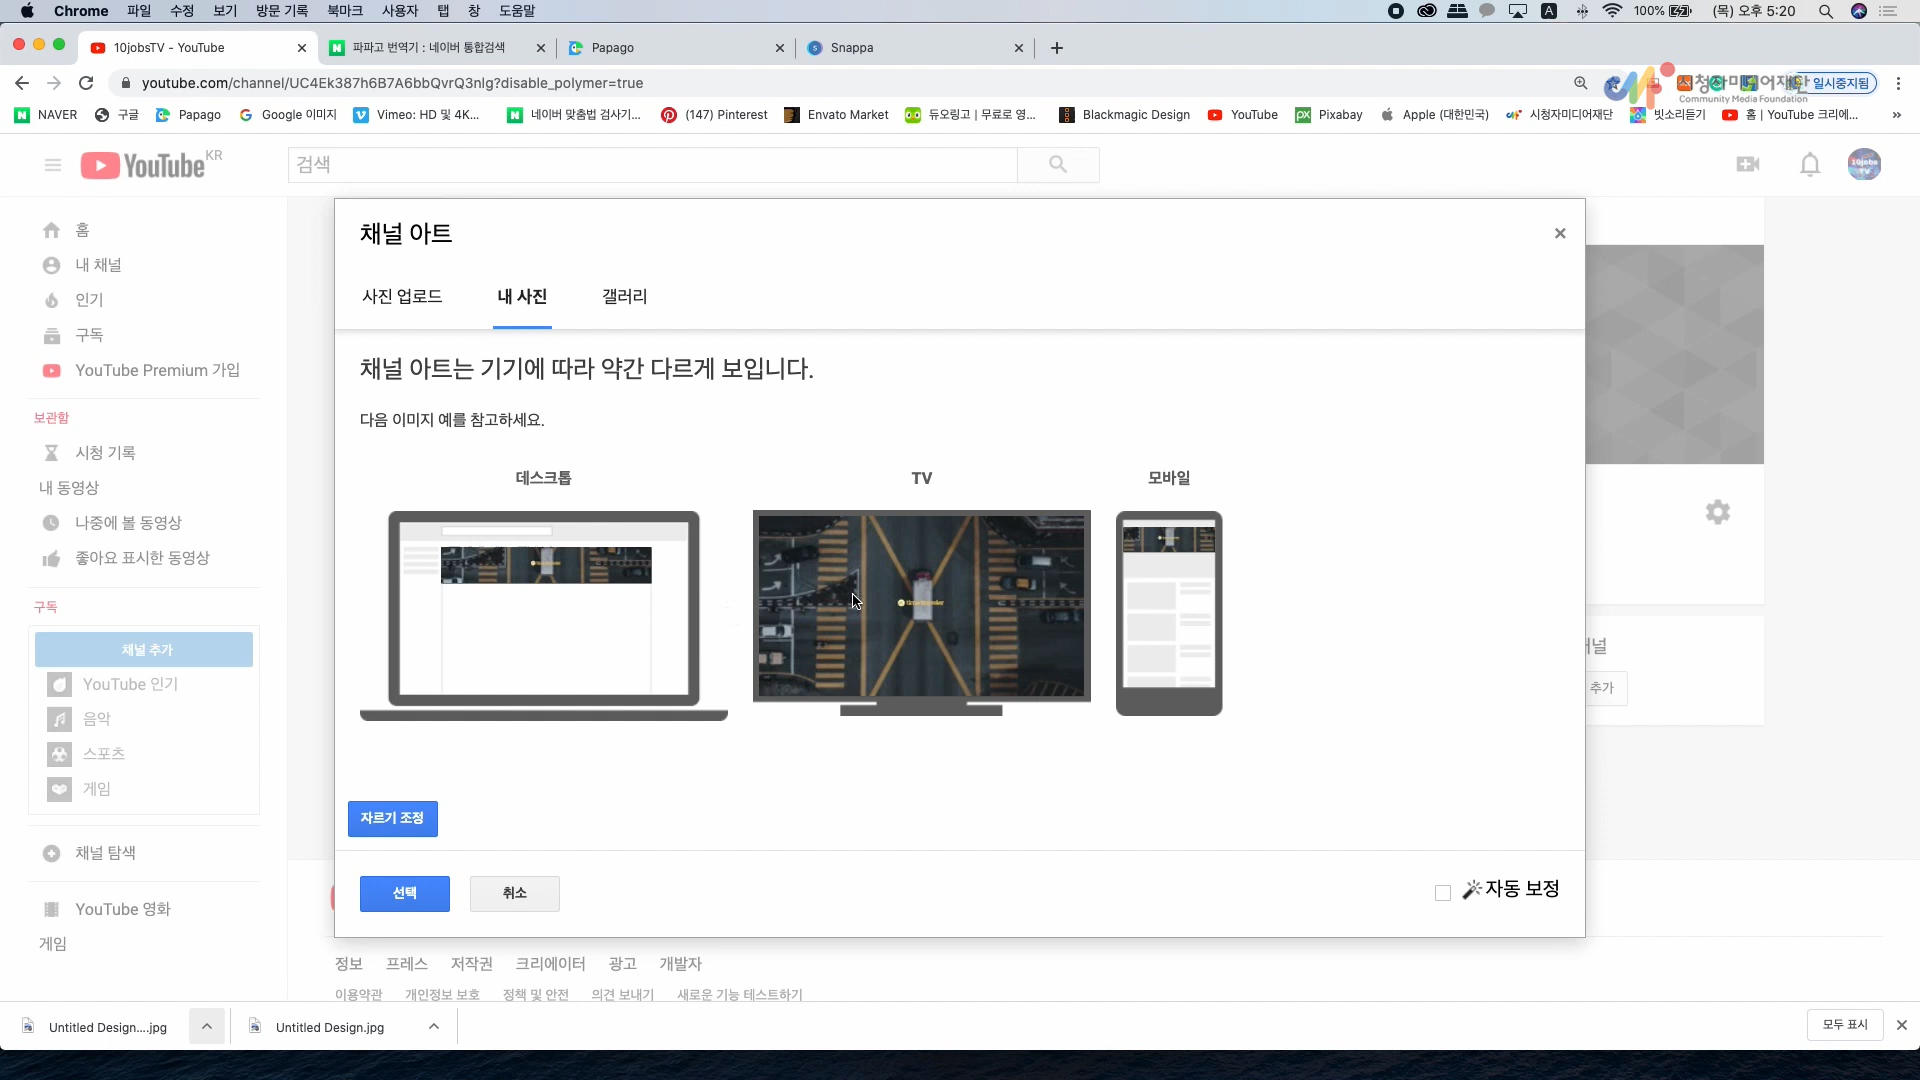 Chrome 파일 수정 보기 방문 기록 북마크 사용자 탭 창 도움말 100% (목) 오후 5:20
10jobsTV - YouTube 파파고 번역기 : 네이버 통합검색 Papago Snappa
youtube.com/channel/UC4Ek387h6B7A6bbQvrQ3nlg?disable_polymer=true 일시중지됨
시청자미디어재단
Community Media Foundation
NAVER 구글 Papago Google 이미지 Vimeo: HD 및 4K... 네이버 맞춤법 검사기... (147) Pinterest Envato Market 듀오링고 | 무료로 영... Blackmagic Design YouTube Pixabay Apple (대한민국) 시청자미디어재단 빗소리듣기 홈 | YouTube 크리에...
YouTube KR 검색
홈
내 채널
인기
구독
YouTube Premium 가입
보관함
시청 기록
내 동영상
나중에 볼 동영상
좋아요 표시한 동영상
구독
채널 추가
YouTube 인기
음악
스포츠
게임
채널 탐색
YouTube 영화
게임
채널 아트
사진 업로드 내 사진 갤러리
채널 아트는 기기에 따라 약간 다르게 보입니다.
다음 이미지 예를 참고하세요.
데스크톱 TV 모바일
자르기 조정
선택 취소 자동 보정
추가
정보 프레스 저작권 크리에이터 광고 개발자
이용약관 개인정보 보호 정책 및 안전 의견 보내기 새로운 기능 테스트하기
Untitled Design....jpg Untitled Design.jpg 모두 표시